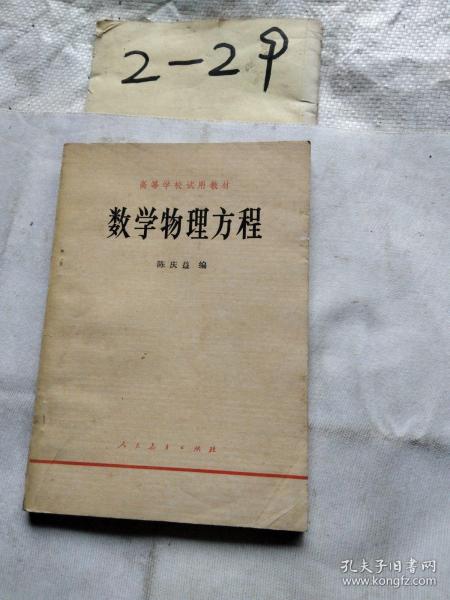 2-29
高等学校试用教材
数学物理方程
陈庆益 编
人民教育出版社
孔夫子旧书网
www.kongfz.com